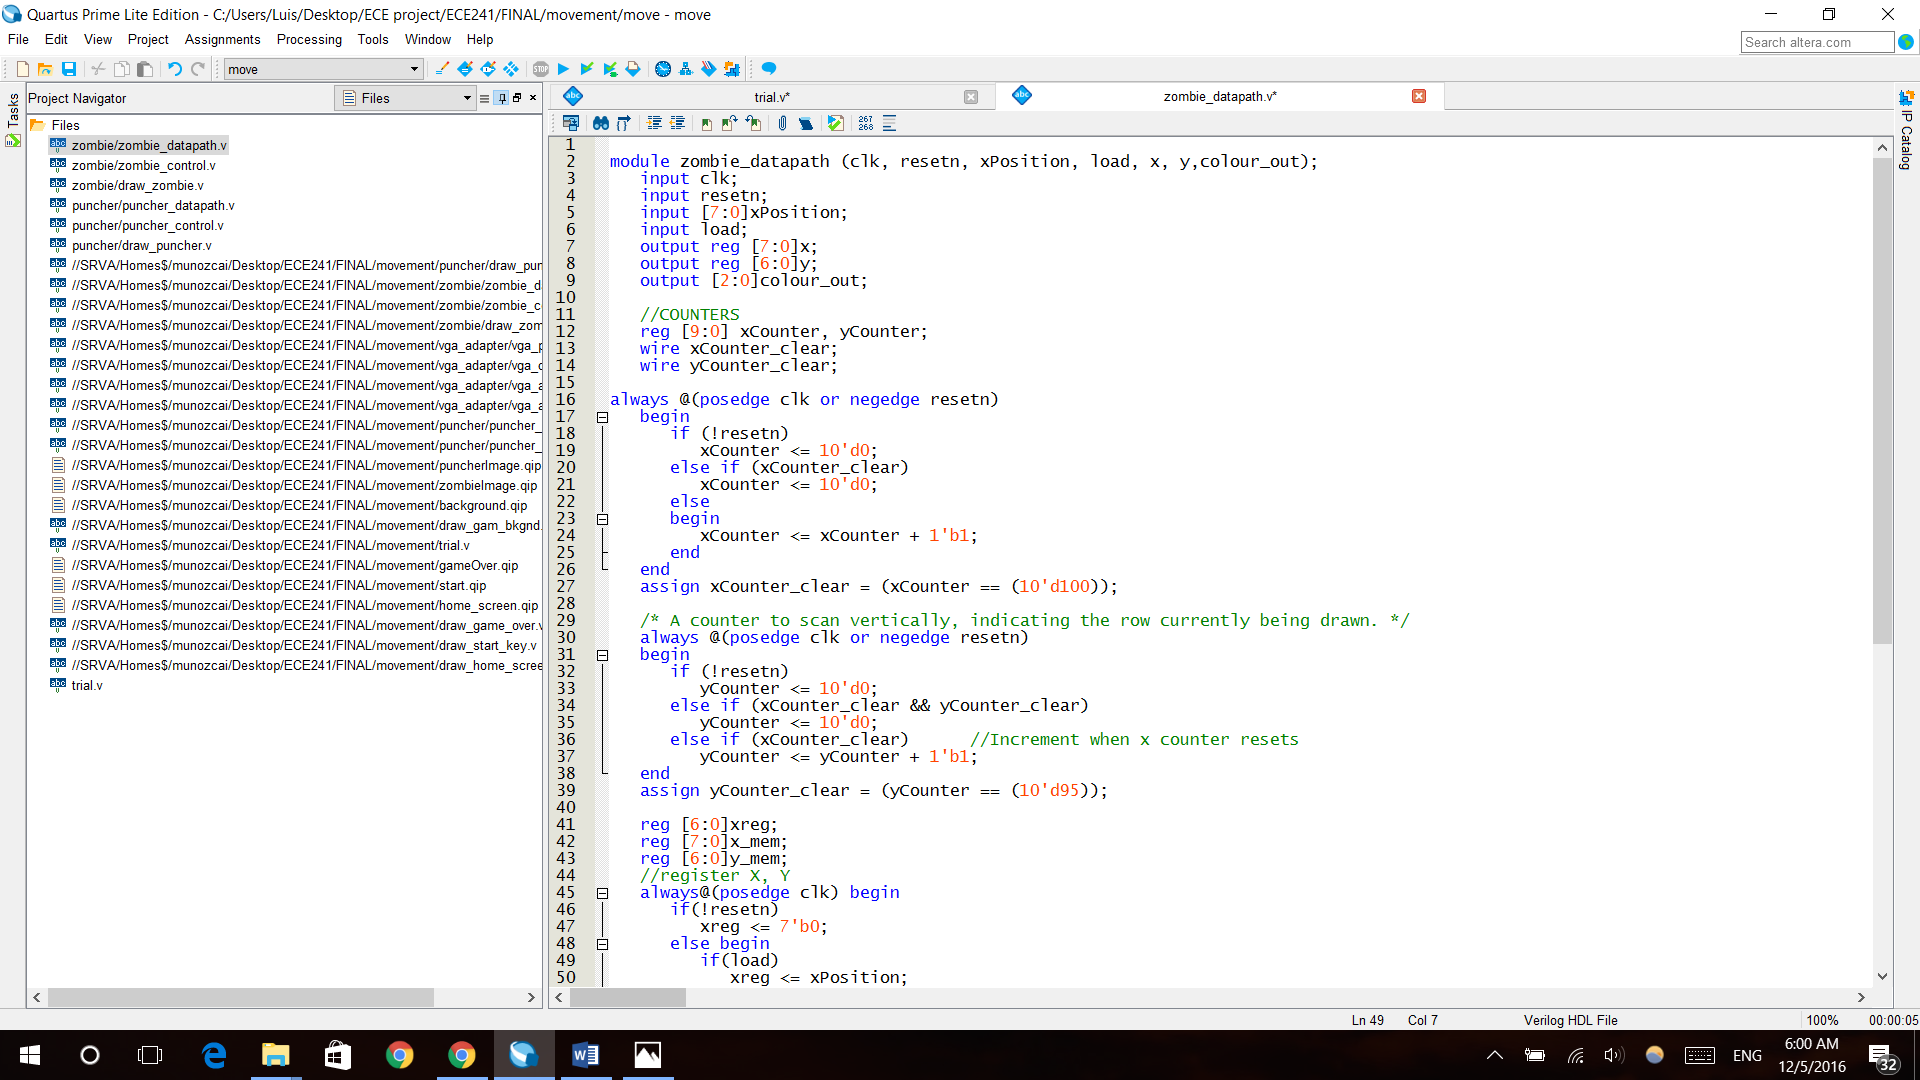 Quartus Prime Lite Edition - C:/Users/Luis/Desktop/ECE project/ECE241/FINAL/movement/move - move
File Edit View Project Assignments Processing Tools Window Help
Search altera.com
move
Tasks
Project Navigator
Files
Files
zombie/zombie_datapath.v
zombie/zombie_control.v
zombie/draw_zombie.v
puncher/puncher_datapath.v
puncher/puncher_control.v
puncher/draw_puncher.v
//SRVA/Homes$/munozcai/Desktop/ECE241/FINAL/movement/puncher/draw_pun
//SRVA/Homes$/munozcai/Desktop/ECE241/FINAL/movement/zombie/zombie_d
//SRVA/Homes$/munozcai/Desktop/ECE241/FINAL/movement/zombie/zombie_c
//SRVA/Homes$/munozcai/Desktop/ECE241/FINAL/movement/zombie/draw_zom
//SRVA/Homes$/munozcai/Desktop/ECE241/FINAL/movement/vga_adapter/vga_p
//SRVA/Homes$/munozcai/Desktop/ECE241/FINAL/movement/vga_adapter/vga_c
//SRVA/Homes$/munozcai/Desktop/ECE241/FINAL/movement/vga_adapter/vga_a
//SRVA/Homes$/munozcai/Desktop/ECE241/FINAL/movement/vga_adapter/vga_a
//SRVA/Homes$/munozcai/Desktop/ECE241/FINAL/movement/puncher/puncher_
//SRVA/Homes$/munozcai/Desktop/ECE241/FINAL/movement/puncher/puncher_
//SRVA/Homes$/munozcai/Desktop/ECE241/FINAL/movement/puncherImage.qip
//SRVA/Homes$/munozcai/Desktop/ECE241/FINAL/movement/zombieImage.qip
//SRVA/Homes$/munozcai/Desktop/ECE241/FINAL/movement/background.qip
//SRVA/Homes$/munozcai/Desktop/ECE241/FINAL/movement/draw_gam_bkgnd.
//SRVA/Homes$/munozcai/Desktop/ECE241/FINAL/movement/trial.v
//SRVA/Homes$/munozcai/Desktop/ECE241/FINAL/movement/gameOver.qip
//SRVA/Homes$/munozcai/Desktop/ECE241/FINAL/movement/start.qip
//SRVA/Homes$/munozcai/Desktop/ECE241/FINAL/movement/home_screen.qip
//SRVA/Homes$/munozcai/Desktop/ECE241/FINAL/movement/draw_game_over.v
//SRVA/Homes$/munozcai/Desktop/ECE241/FINAL/movement/draw_start_key.v
//SRVA/Homes$/munozcai/Desktop/ECE241/FINAL/movement/draw_home_scree
trial.v
trial.v*
zombie_datapath.v*
267
268
IP Catalog
1
2 module zombie_datapath (clk, resetn, xPosition, load, x, y,colour_out);
3 input clk;
4 input resetn;
5 input [7:0]xPosition;
6 input load;
7 output reg [7:0]x;
8 output reg [6:0]y;
9 output [2:0]colour_out;
10
11 //COUNTERS
12 reg [9:0] xCounter, yCounter;
13 wire xCounter_clear;
14 wire yCounter_clear;
15
16 always @(posedge clk or negedge resetn)
17 begin
18 if (!resetn)
19 xCounter <= 10'd0;
20 else if (xCounter_clear)
21 xCounter <= 10'd0;
22 else
23 begin
24 xCounter <= xCounter + 1'b1;
25 end
26 end
27 assign xCounter_clear = (xCounter == (10'd100));
28
29 /* A counter to scan vertically, indicating the row currently being drawn. */
30 always @(posedge clk or negedge resetn)
31 begin
32 if (!resetn)
33 yCounter <= 10'd0;
34 else if (xCounter_clear && yCounter_clear)
35 yCounter <= 10'd0;
36 else if (xCounter_clear) //Increment when x counter resets
37 yCounter <= yCounter + 1'b1;
38 end
39 assign yCounter_clear = (yCounter == (10'd95));
40
41 reg [6:0]xreg;
42 reg [7:0]x_mem;
43 reg [6:0]y_mem;
44 //register X, Y
45 always@(posedge clk) begin
46 if(!resetn)
47 xreg <= 7'b0;
48 else begin
49 if(load)
50 xreg <= xPosition;
Ln 49 Col 7 Verilog HDL File 100% 00:00:05
ENG
6:00 AM
12/5/2016
32